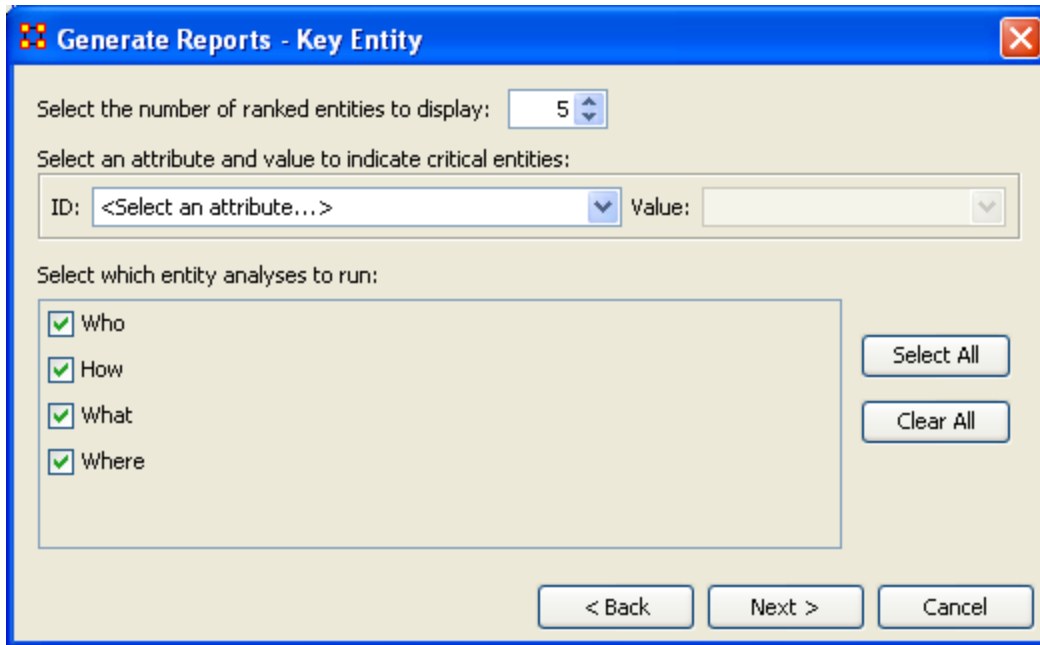 Generate Reports - Key Entity
Select the number of ranked entities to display: 5
Select an attribute and value to indicate critical entities:
ID: <Select an attribute...> Value:
Select which entity analyses to run:
Who
How
What
Where
Select All
Clear All
< Back Next > Cancel